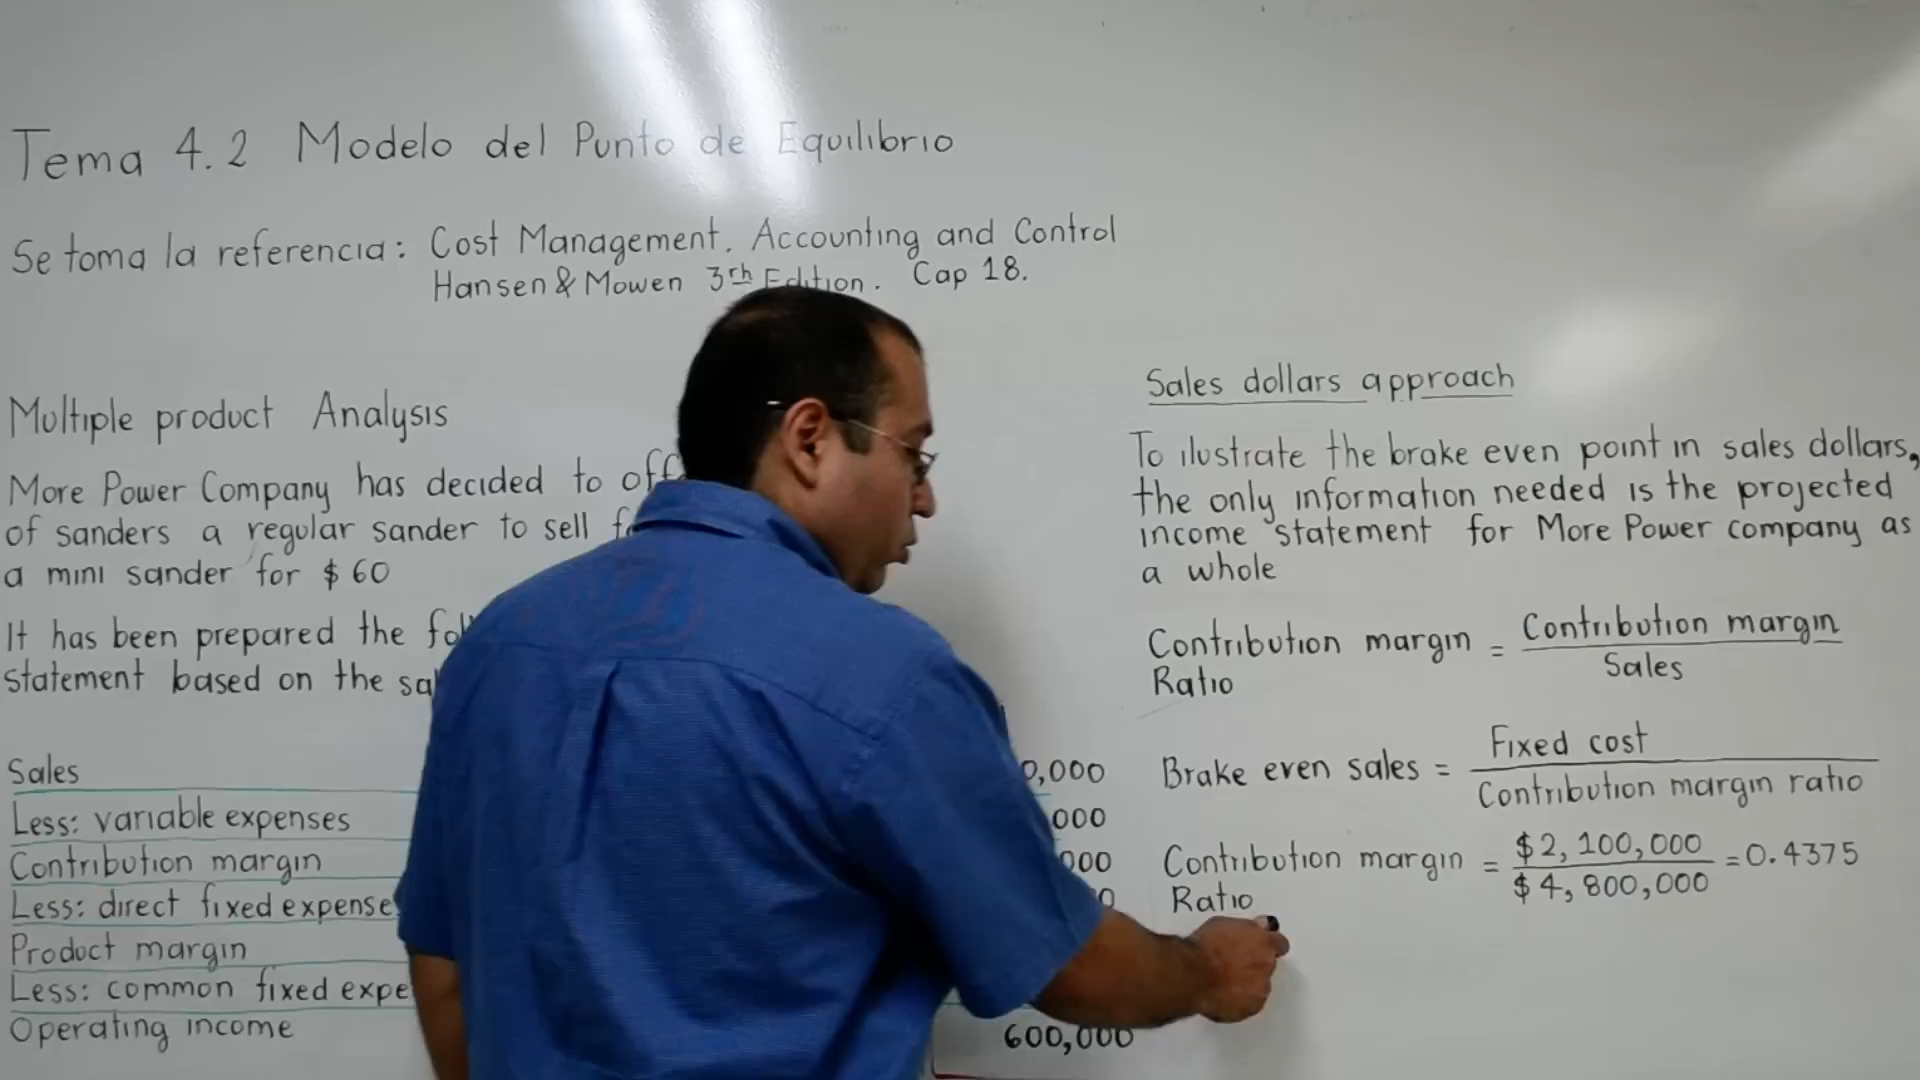 Tema 4.2 Modelo del Punto de Equilibrio
Se toma la referencia: Cost Management. Accounting and Control
Hansen & Mowen 3rh Edition. Cap 18.
Multiple product Analysis
More Power Company has decided to
of sanders a regular sander to sell
a mini sander for $60
It has been prepared the
statement based on the
Sales
Less: variable expenses
Contribution margin
Less: direct fixed expense
Product margin
Less: common fixed
Operating income
600,000
Sales dollars approach
To ilustrate the brake even point in sales dollars,
the only information needed is the projected
income statement for More Power company as
a whole
Contribution margin Ratio = Contribution margin
Sales
Brake even sales = Fixed cost
Contribution margin ratio
Contribution margin Ratio = $2,100,000 = 0.4375
$4,800,000